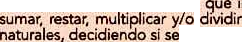 que
sumar, restar, multiplicar y/o dividir
naturales, decidiendo si se